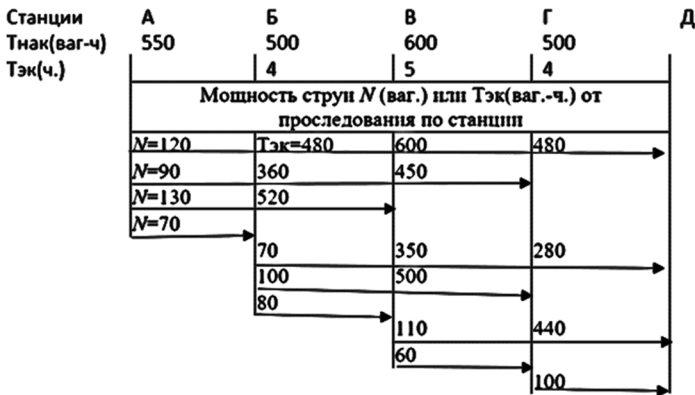 Станции А Б В Г Д
Тнак(ваг-ч) 550 500 600 500
Тэк(ч.) 4 5 4
Мощность струи N (ваг.) или Тэк(ваг.-ч.) от
проследования по станции
N=120 Тэк=480 600 480
N=90 360 450
N=130 520
N=70
70 350 280
100 500
80
110 440
60
100